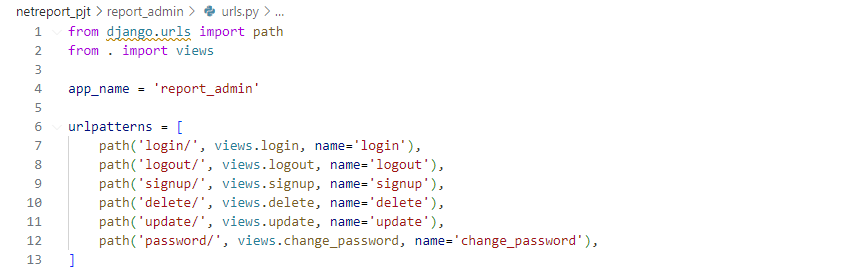 netreport_pjt > report_admin > urls.py > ...
1 from django.urls import path
2 from . import views
3
4 app_name = 'report_admin'
5
6 urlpatterns = [
7     path('login/', views.login, name='login'),
8     path('logout/', views.logout, name='logout'),
9     path('signup/', views.signup, name='signup'),
10     path('delete/', views.delete, name='delete'),
11     path('update/', views.update, name='update'),
12     path('password/', views.change_password, name='change_password'),
13 ]